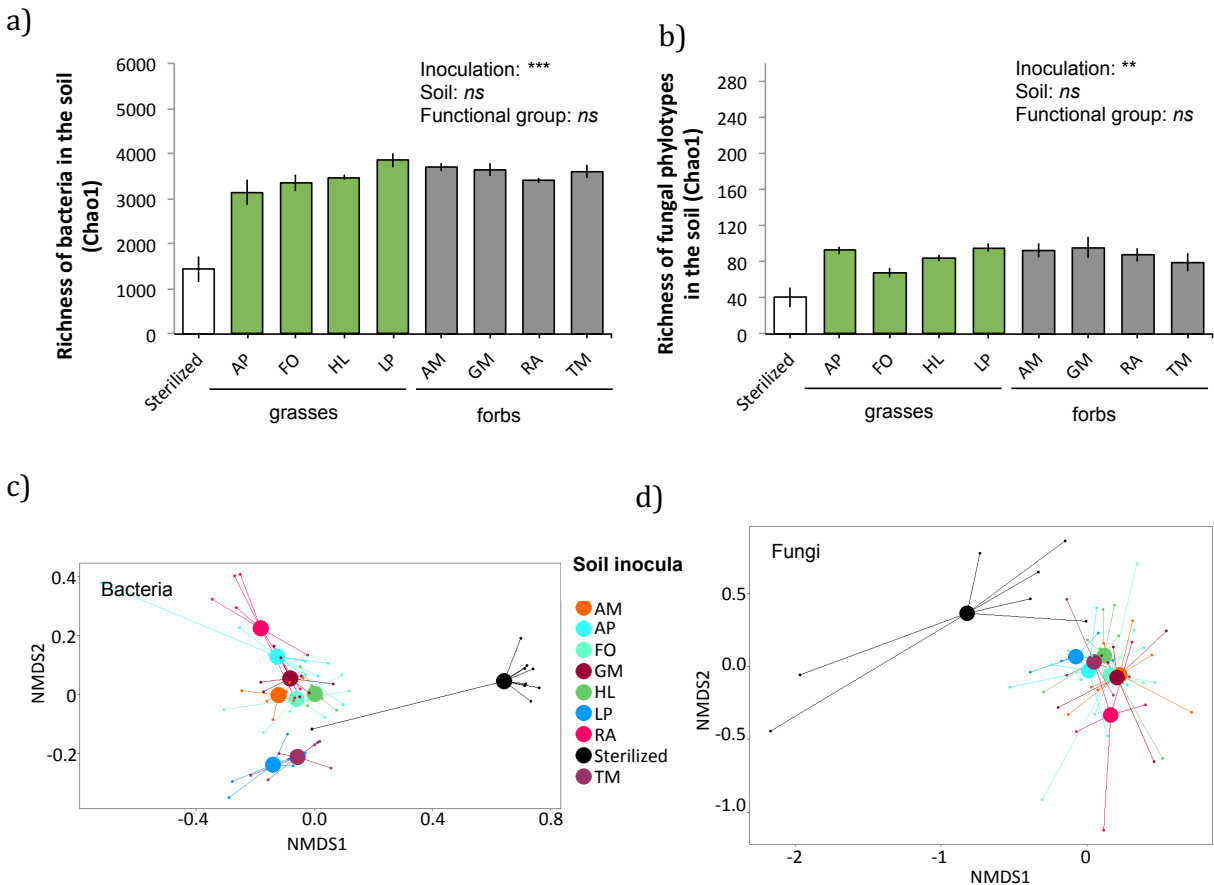 a)
Richness of bacteria in the soil
(Chao1)
6000
5000
4000
3000
2000
1000
0
Inoculation: ***
Soil: ns
Functional group: ns
Sterilized
AP
FO
HL
LP
AM
GM
RA
TM
grasses
forbs
b)
Richness of fungal phylotypes
in the soil (Chao1)
280
240
200
160
120
80
40
0
Inoculation: **
Soil: ns
Functional group: ns
Sterilized
AP
FO
HL
LP
AM
GM
RA
TM
grasses
forbs
c)
Bacteria
NMDS2
0.4
0.2
0
-0.2
-0.4
0.0
0.4
0.8
NMDS1
Soil inocula
AM
AP
FO
GM
HL
LP
RA
Sterilized
TM
d)
Fungi
NMDS2
0.5
0.0
-0.5
-1.0
-2
-1
0
NMDS1